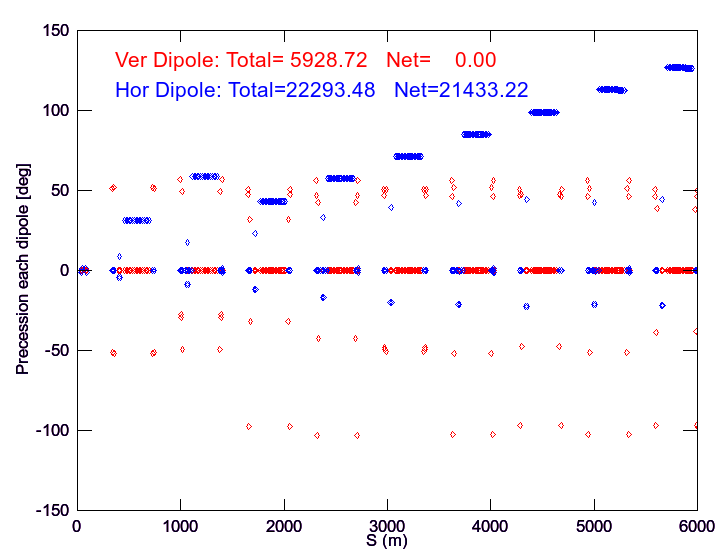 150
Ver Dipole: Total= 5928.72 Net= 0.00
Hor Dipole: Total=22293.48 Net=21433.22
100
50
0
-50
-100
-150
Precession each dipole [deg]
0 1000 2000 3000 4000 5000 6000
S (m)